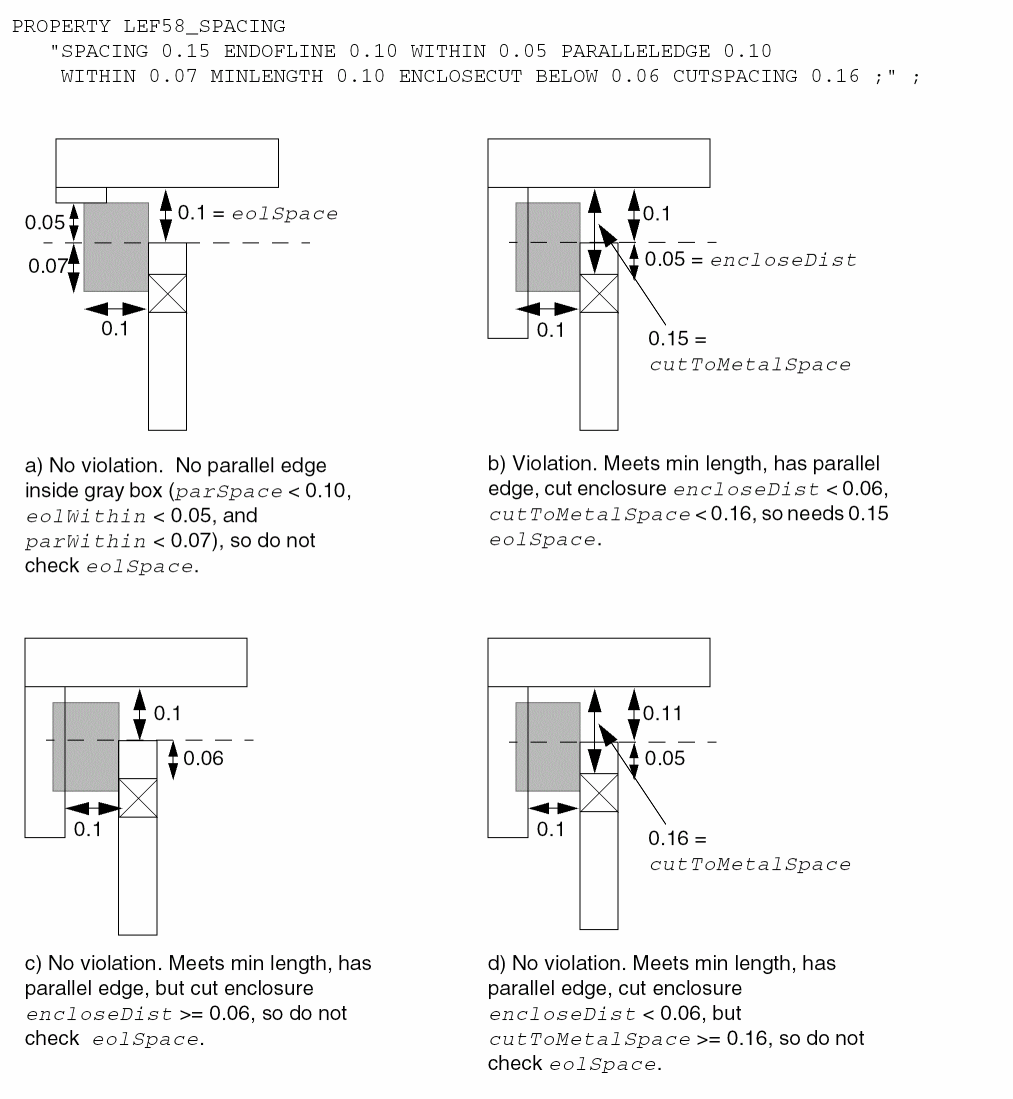 PROPERTY LEF58_SPACING
"SPACING 0.15 ENDOFLINE 0.10 WITHIN 0.05 PARALLELEDGE 0.10
WITHIN 0.07 MINLENGTH 0.10 ENCLOSECUT BELOW 0.06 CUTSPACING 0.16 ;" ;
0.05
0.1 = eolSpace
0.07
0.1
a) No violation.  No parallel edge
inside gray box (parSpace < 0.10,
eolWithin < 0.05, and
parWithin < 0.07), so do not
check eolSpace.
0.1
0.05 = encloseDist
0.1
0.15 =
cutToMetalSpace
b) Violation. Meets min length, has parallel
edge, cut enclosure encloseDist < 0.06,
cutToMetalSpace < 0.16, so needs 0.15
eolSpace.
0.1
0.06
0.1
c) No violation. Meets min length, has
parallel edge, but cut enclosure
encloseDist >= 0.06, so do not
check eolSpace.
0.11
0.05
0.1
0.16 =
cutToMetalSpace
d) No violation. Meets min length, has
parallel edge, cut enclosure
encloseDist < 0.06, but
cutToMetalSpace >= 0.16, so do not
check eolSpace.